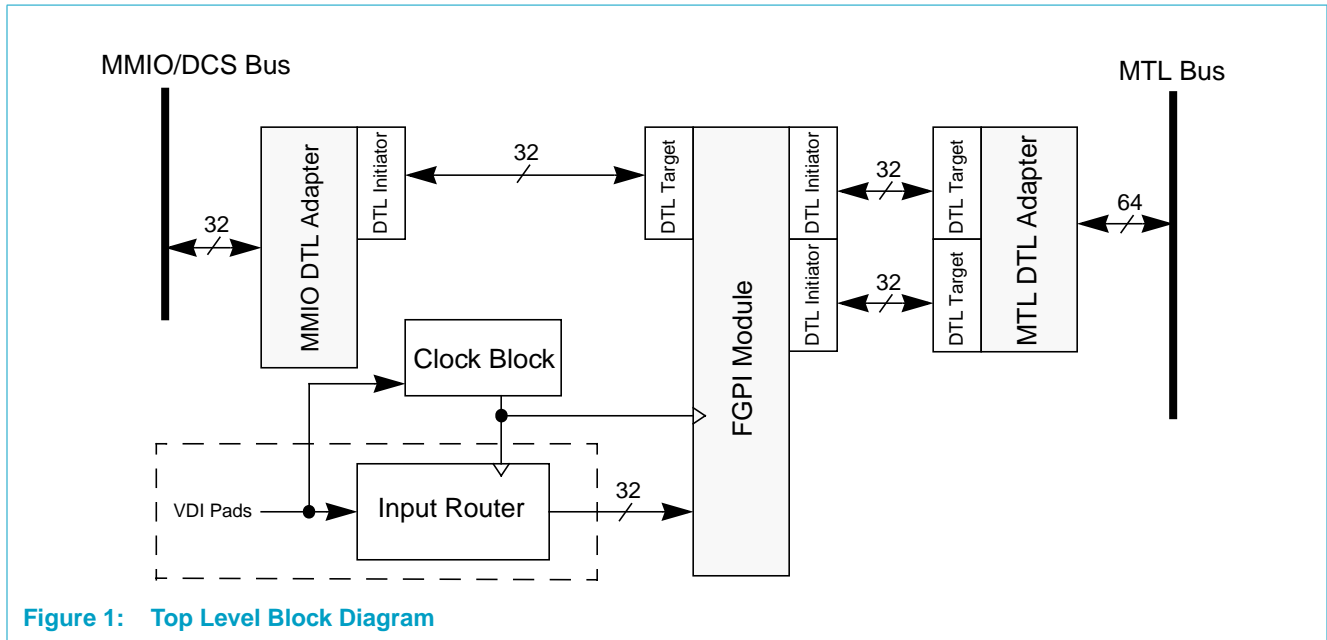 MMIO/DCS Bus
MTL Bus
32
MMIO DTL Adapter
DTL Initiator
32
DTL Target
FGPI Module
DTL Initiator
DTL Initiator
32
32
DTL Target
DTL Target
MTL DTL Adapter
64
Clock Block
VDI Pads
Input Router
32
Figure 1: Top Level Block Diagram